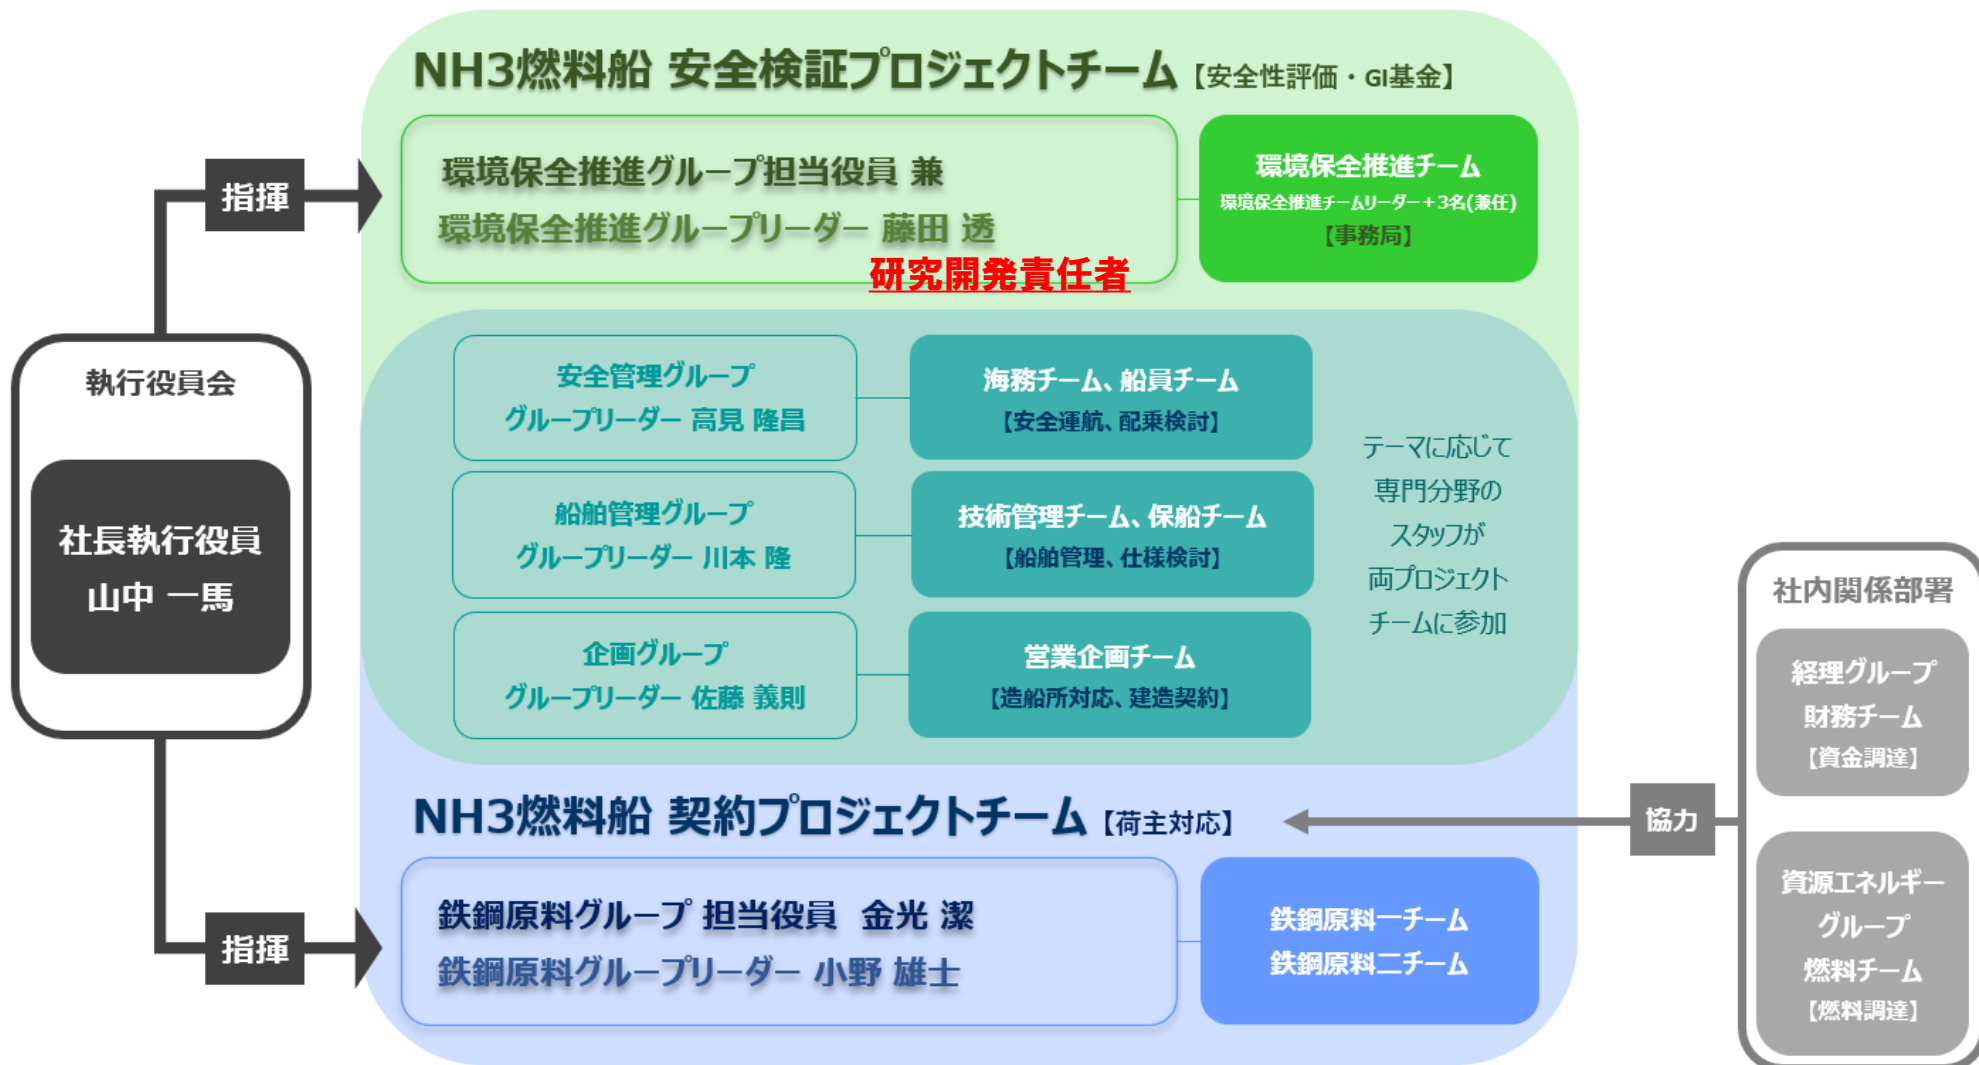 NH3燃料船 安全検証プロジェクトチーム【安全性評価・GI基金】
指揮
環境保全推進グループ担当役員 兼
環境保全推進グループリーダー 藤田 透
研究開発責任者
環境保全推進チーム
環境保全推進チームリーダー＋3名(兼任)
【事務局】
執行役員会
社長執行役員
山中 一馬
安全管理グループ
グループリーダー 高見 隆昌
海務チーム、船員チーム
【安全運航、配乗検討】
船舶管理グループ
グループリーダー 川本 隆
技術管理チーム、保船チーム
【船舶管理、仕様検討】
企画グループ
グループリーダー 佐藤 義則
営業企画チーム
【造船所対応、建造契約】
テーマに応じて
専門分野の
スタッフが
両プロジェクト
チームに参加
NH3燃料船 契約プロジェクトチーム【荷主対応】
指揮
鉄鋼原料グループ 担当役員 金光 潔
鉄鋼原料グループリーダー 小野 雄士
鉄鋼原料一チーム
鉄鋼原料二チーム
協力
社内関係部署
経理グループ
財務チーム
【資金調達】
資源エネルギー
グループ
燃料チーム
【燃料調達】